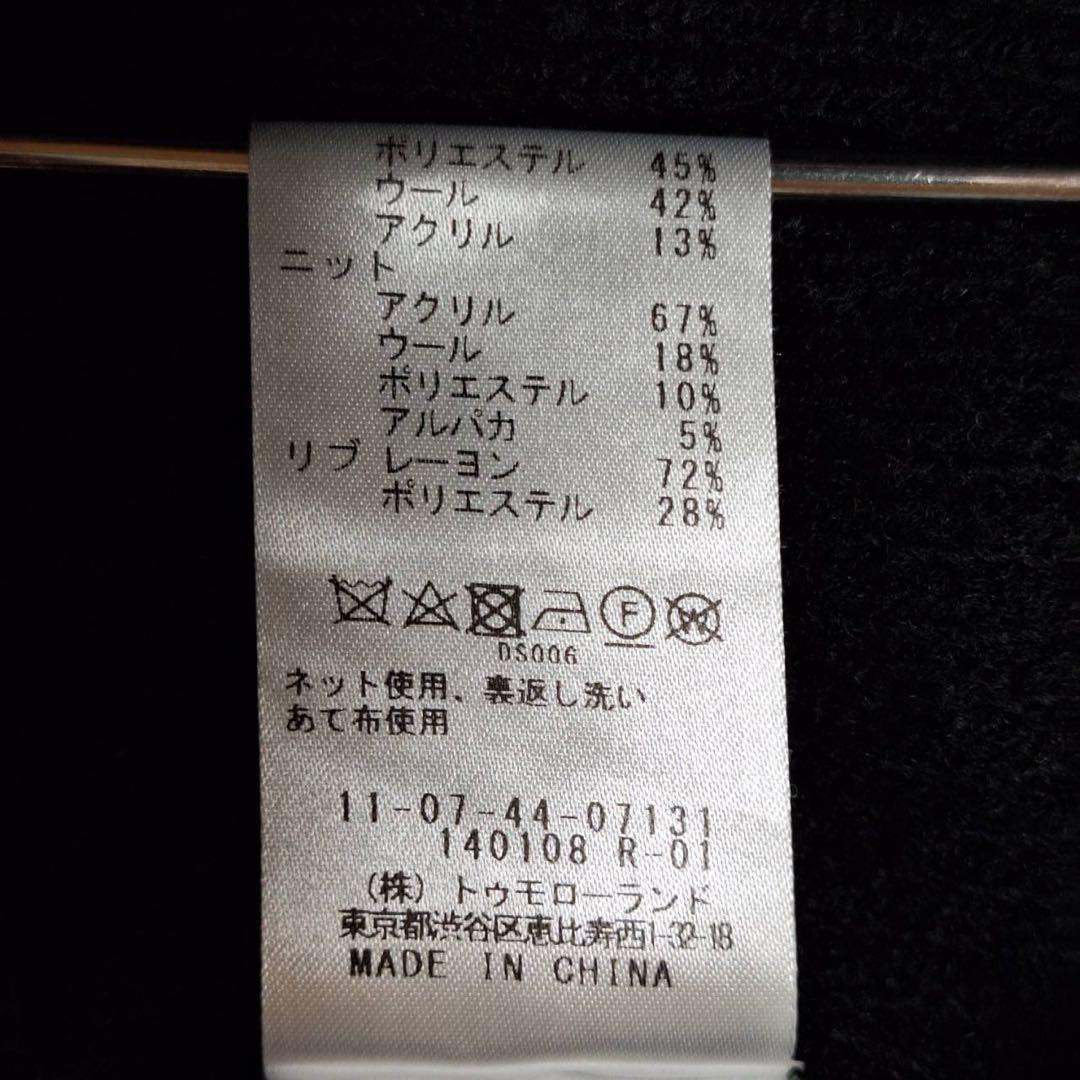 ポリエステル 45%
ウール 42%
アクリル 13%
ニット
アクリル 67%
ウール 18%
ポリエステル 10%
アルパカ 5%
リブ レーヨン 72%
ポリエステル 28%
F W
DS006
ネット使用、裏返し洗い
あて布使用
11-07-44-07131
140108 R-01
(株)トゥモローランド
東京都渋谷区恵比寿西1-32-18
MADE IN CHINA